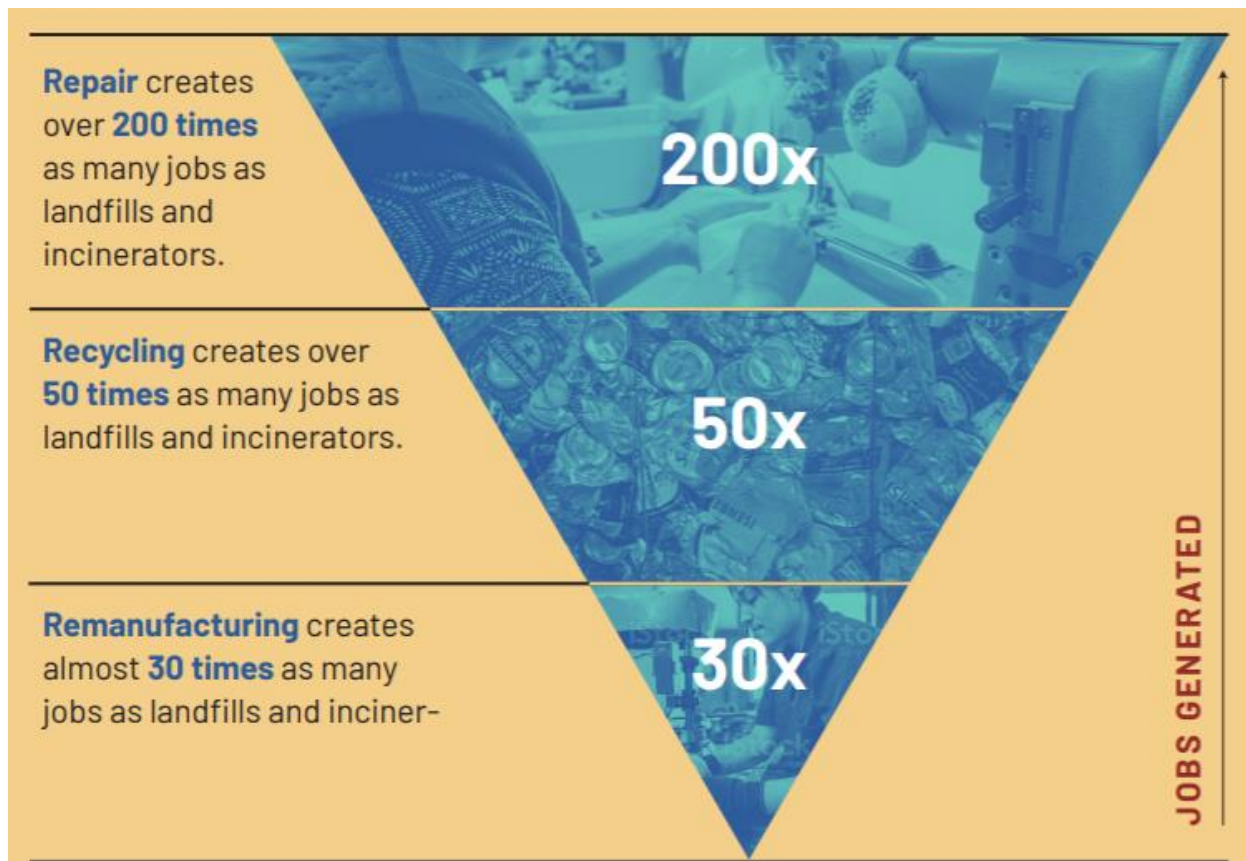 Repair creates
over 200 times
as many jobs as
landfills and
incinerators.
200x
Recycling creates over
50 times as many jobs as
landfills and incinerators.
50x
Remanufacturing creates
almost 30 times as many
jobs as landfills and inciner-
30x
iStock
JOBS GENERATED